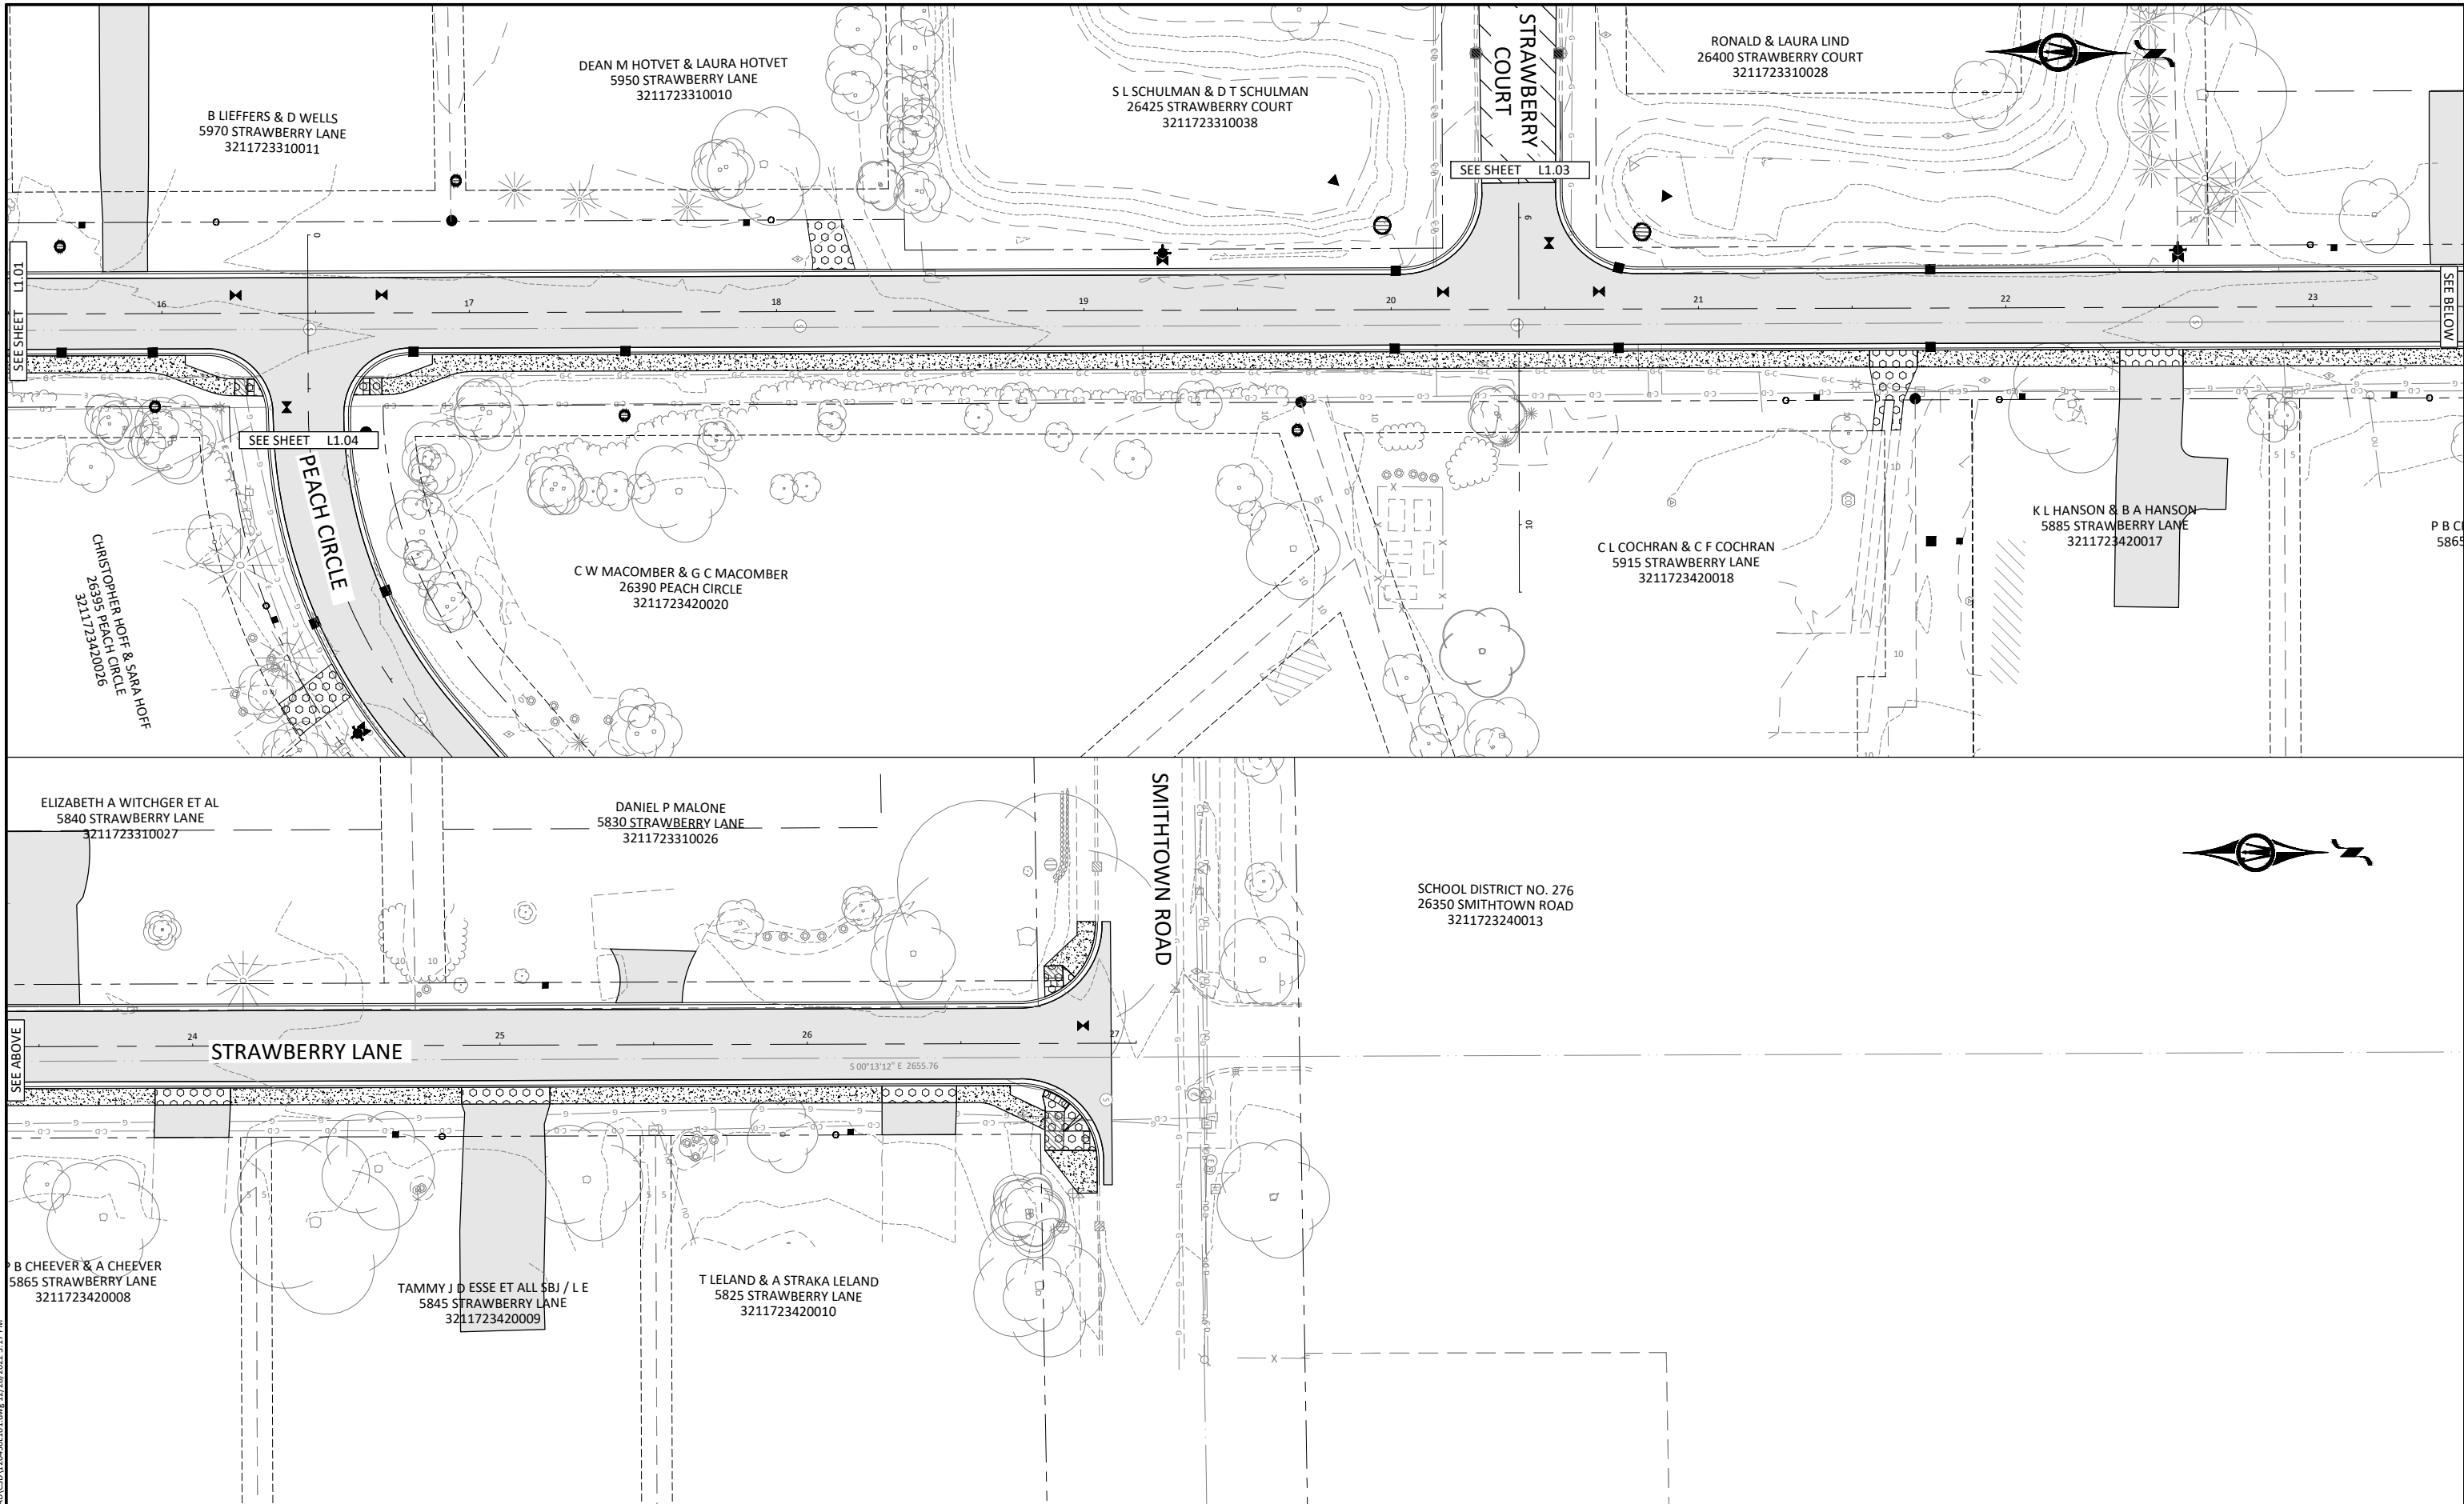 DEAN M HOTVET & LAURA HOTVET
5950 STRAWBERRY LANE
3211723310010
B LIEFFERS & D WELLS
5970 STRAWBERRY LANE
3211723310011
S L SCHULMAN & D T SCHULMAN
26425 STRAWBERRY COURT
3211723310038
STRAWBERRY
COURT
RONALD & LAURA LIND
26400 STRAWBERRY COURT
3211723310028
SEE SHEET L1.03
SEE SHEET L1.01
0
9
16
17
18
19
20
21
22
23
SEE BELOW
SEE SHEET L1.04
PEACH CIRCLE
10
CHRISTOPHER HOFF & SARA HOFF
26395 PEACH CIRCLE
3211723420026
C W MACOMBER & G C MACOMBER
26390 PEACH CIRCLE
3211723420020
C L COCHRAN & C F COCHRAN
5915 STRAWBERRY LANE
3211723420018
K L HANSON & B A HANSON
5885 STRAWBERRY LANE
3211723420017
P B C
5865
ELIZABETH A WITCHGER ET AL
5840 STRAWBERRY LANE
3211723310027
DANIEL P MALONE
5830 STRAWBERRY LANE
3211723310026
SMITHTOWN ROAD
SCHOOL DISTRICT NO. 276
26350 SMITHTOWN ROAD
3211723240013
SEE ABOVE
24
25
26
27
STRAWBERRY LANE
S 00°13'12" E 2655.76
P B CHEEVER & A CHEEVER
5865 STRAWBERRY LANE
3211723420008
TAMMY J D ESSE ET ALL SBJ / L E
5845 STRAWBERRY LANE
3211723420009
T LELAND & A STRAKA LELAND
5825 STRAWBERRY LANE
3211723420010